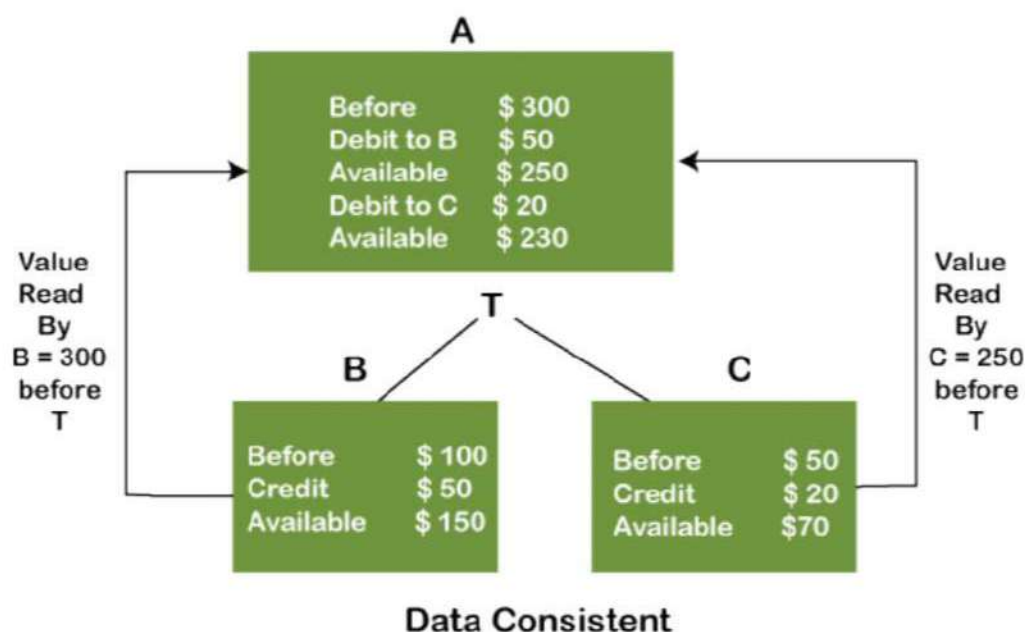 A
Before $ 300
Debit to B $ 50
Available $ 250
Debit to C $ 20
Available $ 230
Value
Read
By
B = 300
before
T
Value
Read
By
C = 250
before
T
T
B
Before $ 100
Credit $ 50
Available $ 150
C
Before $ 50
Credit $ 20
Available $70
Data Consistent